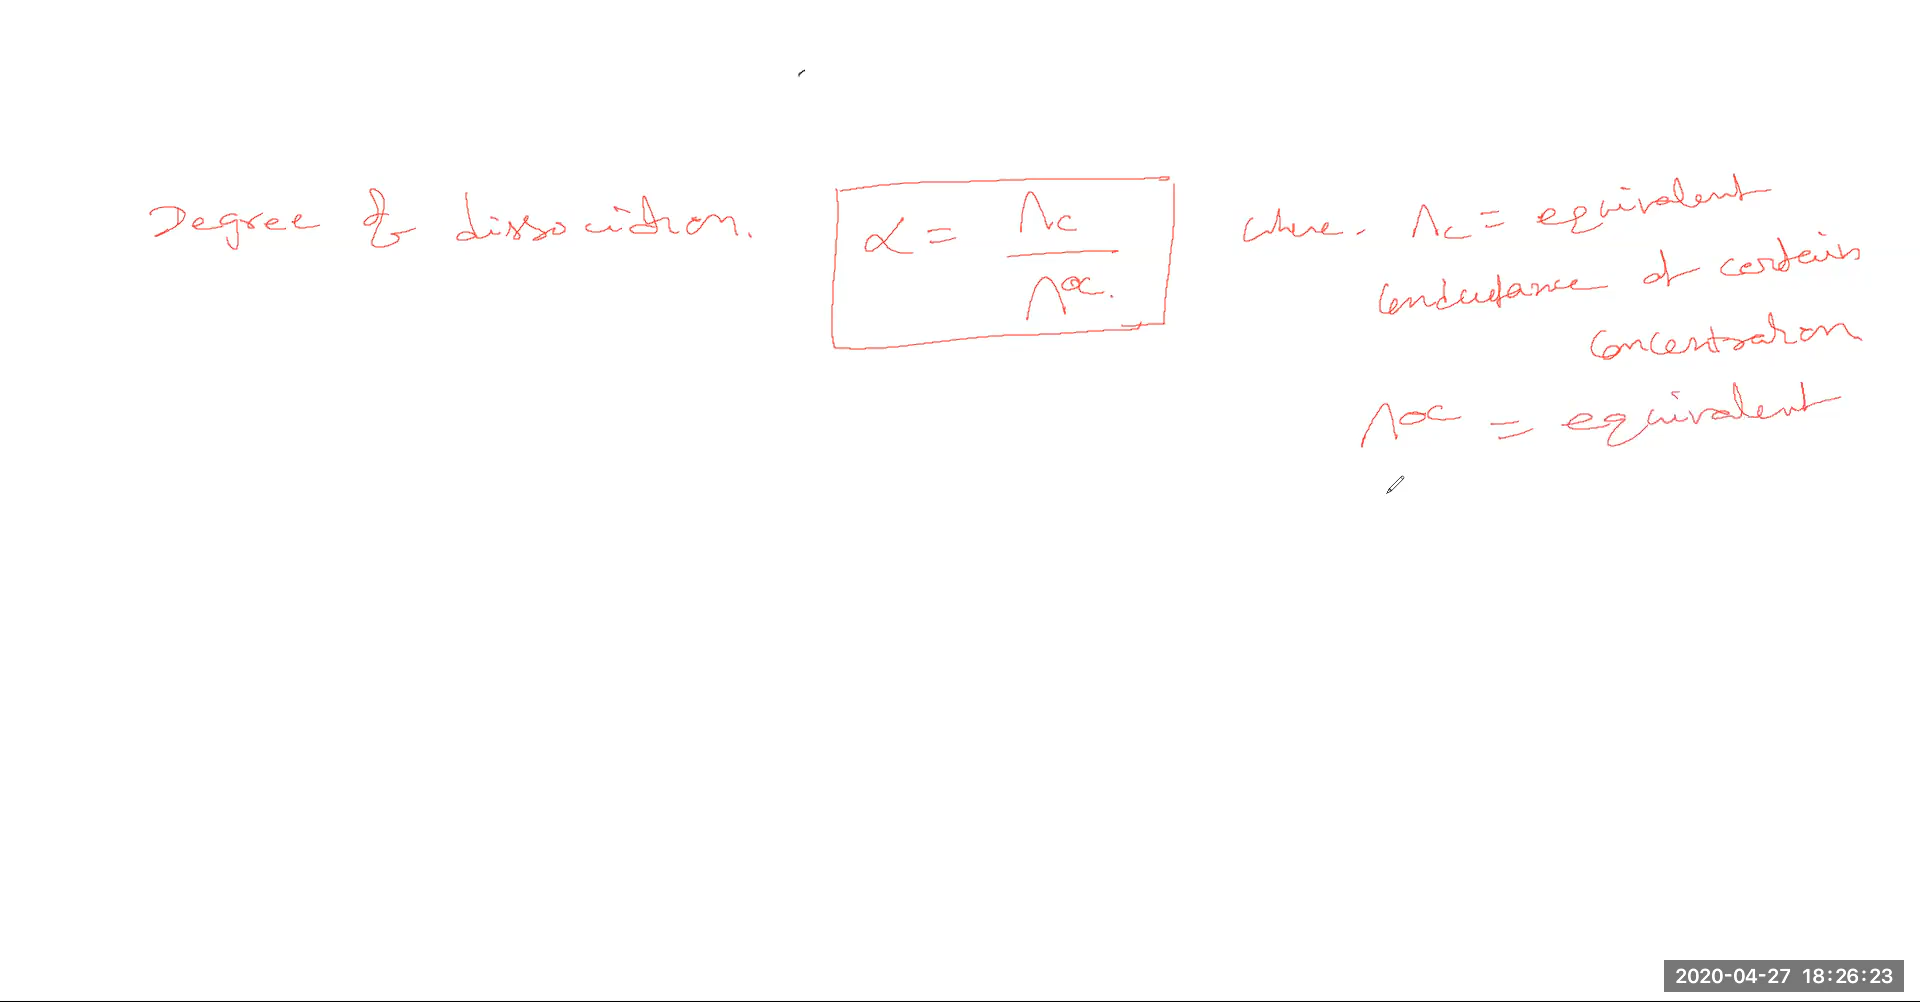 Degree of dissociation. α = Λc / Λ∞. where. Λc = equivalent
conductance at certain
concentration
Λ∞ = equivalent
2020-04-27 18:26:23